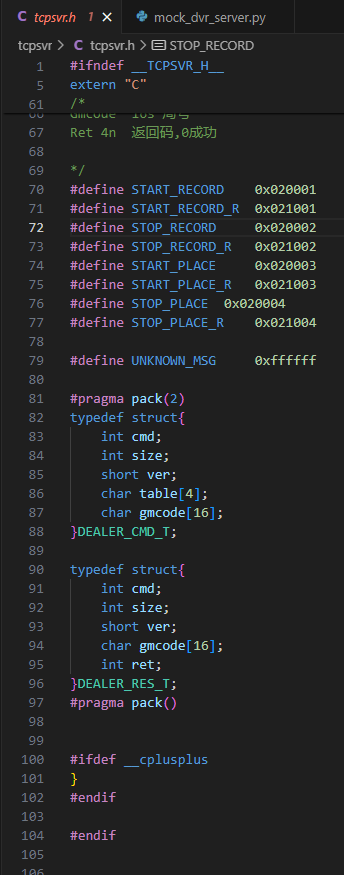 tcpsvr.h 1
mock_dvr_server.py
tcpsvr > tcpsvr.h > STOP_RECORD
1 #ifndef __TCPSVR_H__
5 extern "C"
61 /*
66 Gmcode 16s 局号
67 Ret 4n 返回码,0成功
68
69 */
70 #define START_RECORD 0x020001
71 #define START_RECORD_R 0x021001
72 #define STOP_RECORD 0x020002
73 #define STOP_RECORD_R 0x021002
74 #define START_PLACE 0x020003
75 #define START_PLACE_R 0x021003
76 #define STOP_PLACE 0x020004
77 #define STOP_PLACE_R 0x021004
78
79 #define UNKNOWN_MSG 0xffffff
80
81 #pragma pack(2)
82 typedef struct{
83 int cmd;
84 int size;
85 short ver;
86 char table[4];
87 char gmcode[16];
88 }DEALER_CMD_T;
89
90 typedef struct{
91 int cmd;
92 int size;
93 short ver;
94 char gmcode[16];
95 int ret;
96 }DEALER_RES_T;
97 #pragma pack()
98
99
100 #ifdef __cplusplus
101 }
102 #endif
103
104 #endif
105
106